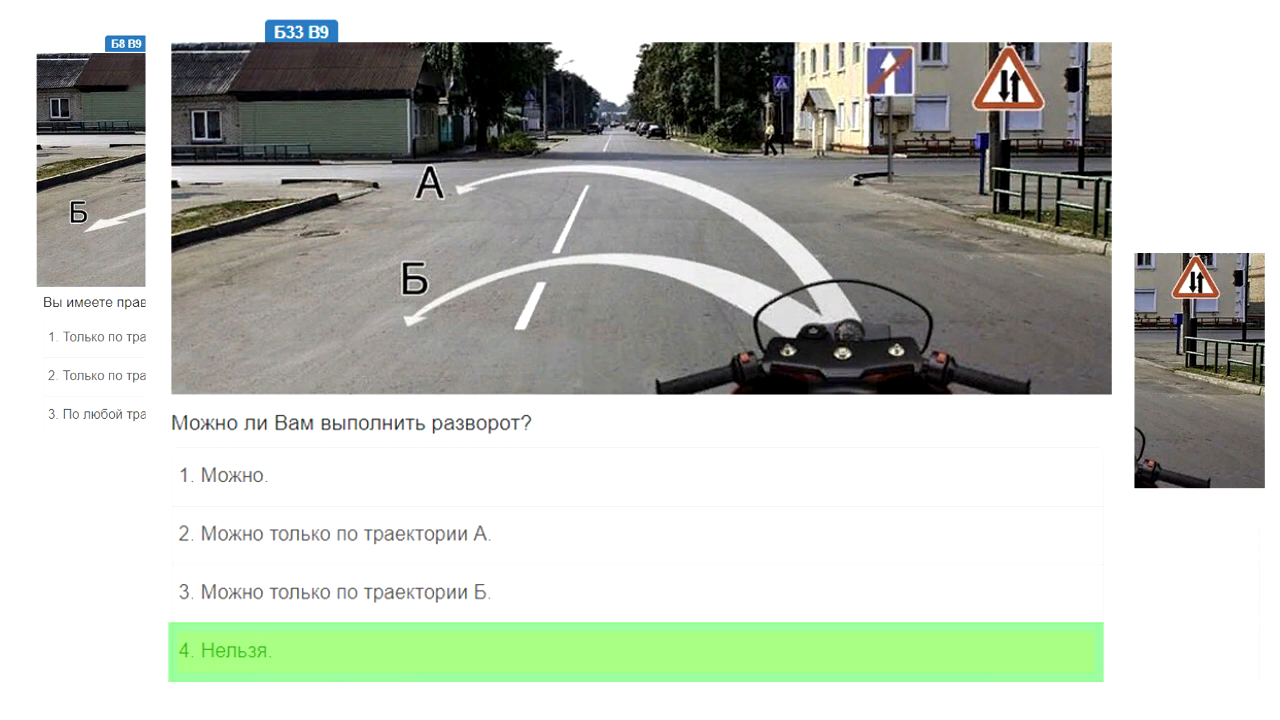 Б8 В9
Б33 В9
А
Б
Б
Вы имеете прав
1. Только по тра
2. Только по тра
3. По любой тра
Можно ли Вам выполнить разворот?
1. Можно.
2. Можно только по траектории А.
3. Можно только по траектории Б.
4. Нельзя.